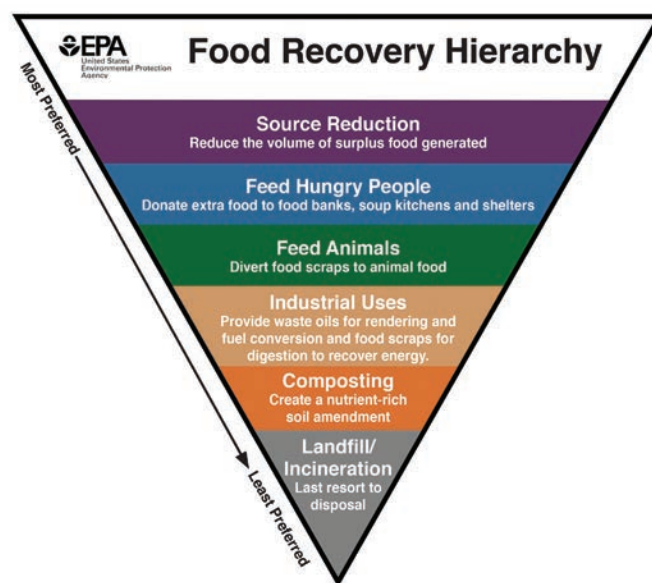 EPA
United States
Environmental Protection
Agency
Food Recovery Hierarchy
Most Preferred
Source Reduction
Reduce the volume of surplus food generated
Feed Hungry People
Donate extra food to food banks, soup kitchens and shelters
Feed Animals
Divert food scraps to animal food
Industrial Uses
Provide waste oils for rendering and
fuel conversion and food scraps for
digestion to recover energy.
Composting
Create a nutrient-rich
soil amendment
Landfill/
Incineration
Last resort to
disposal
Least Preferred